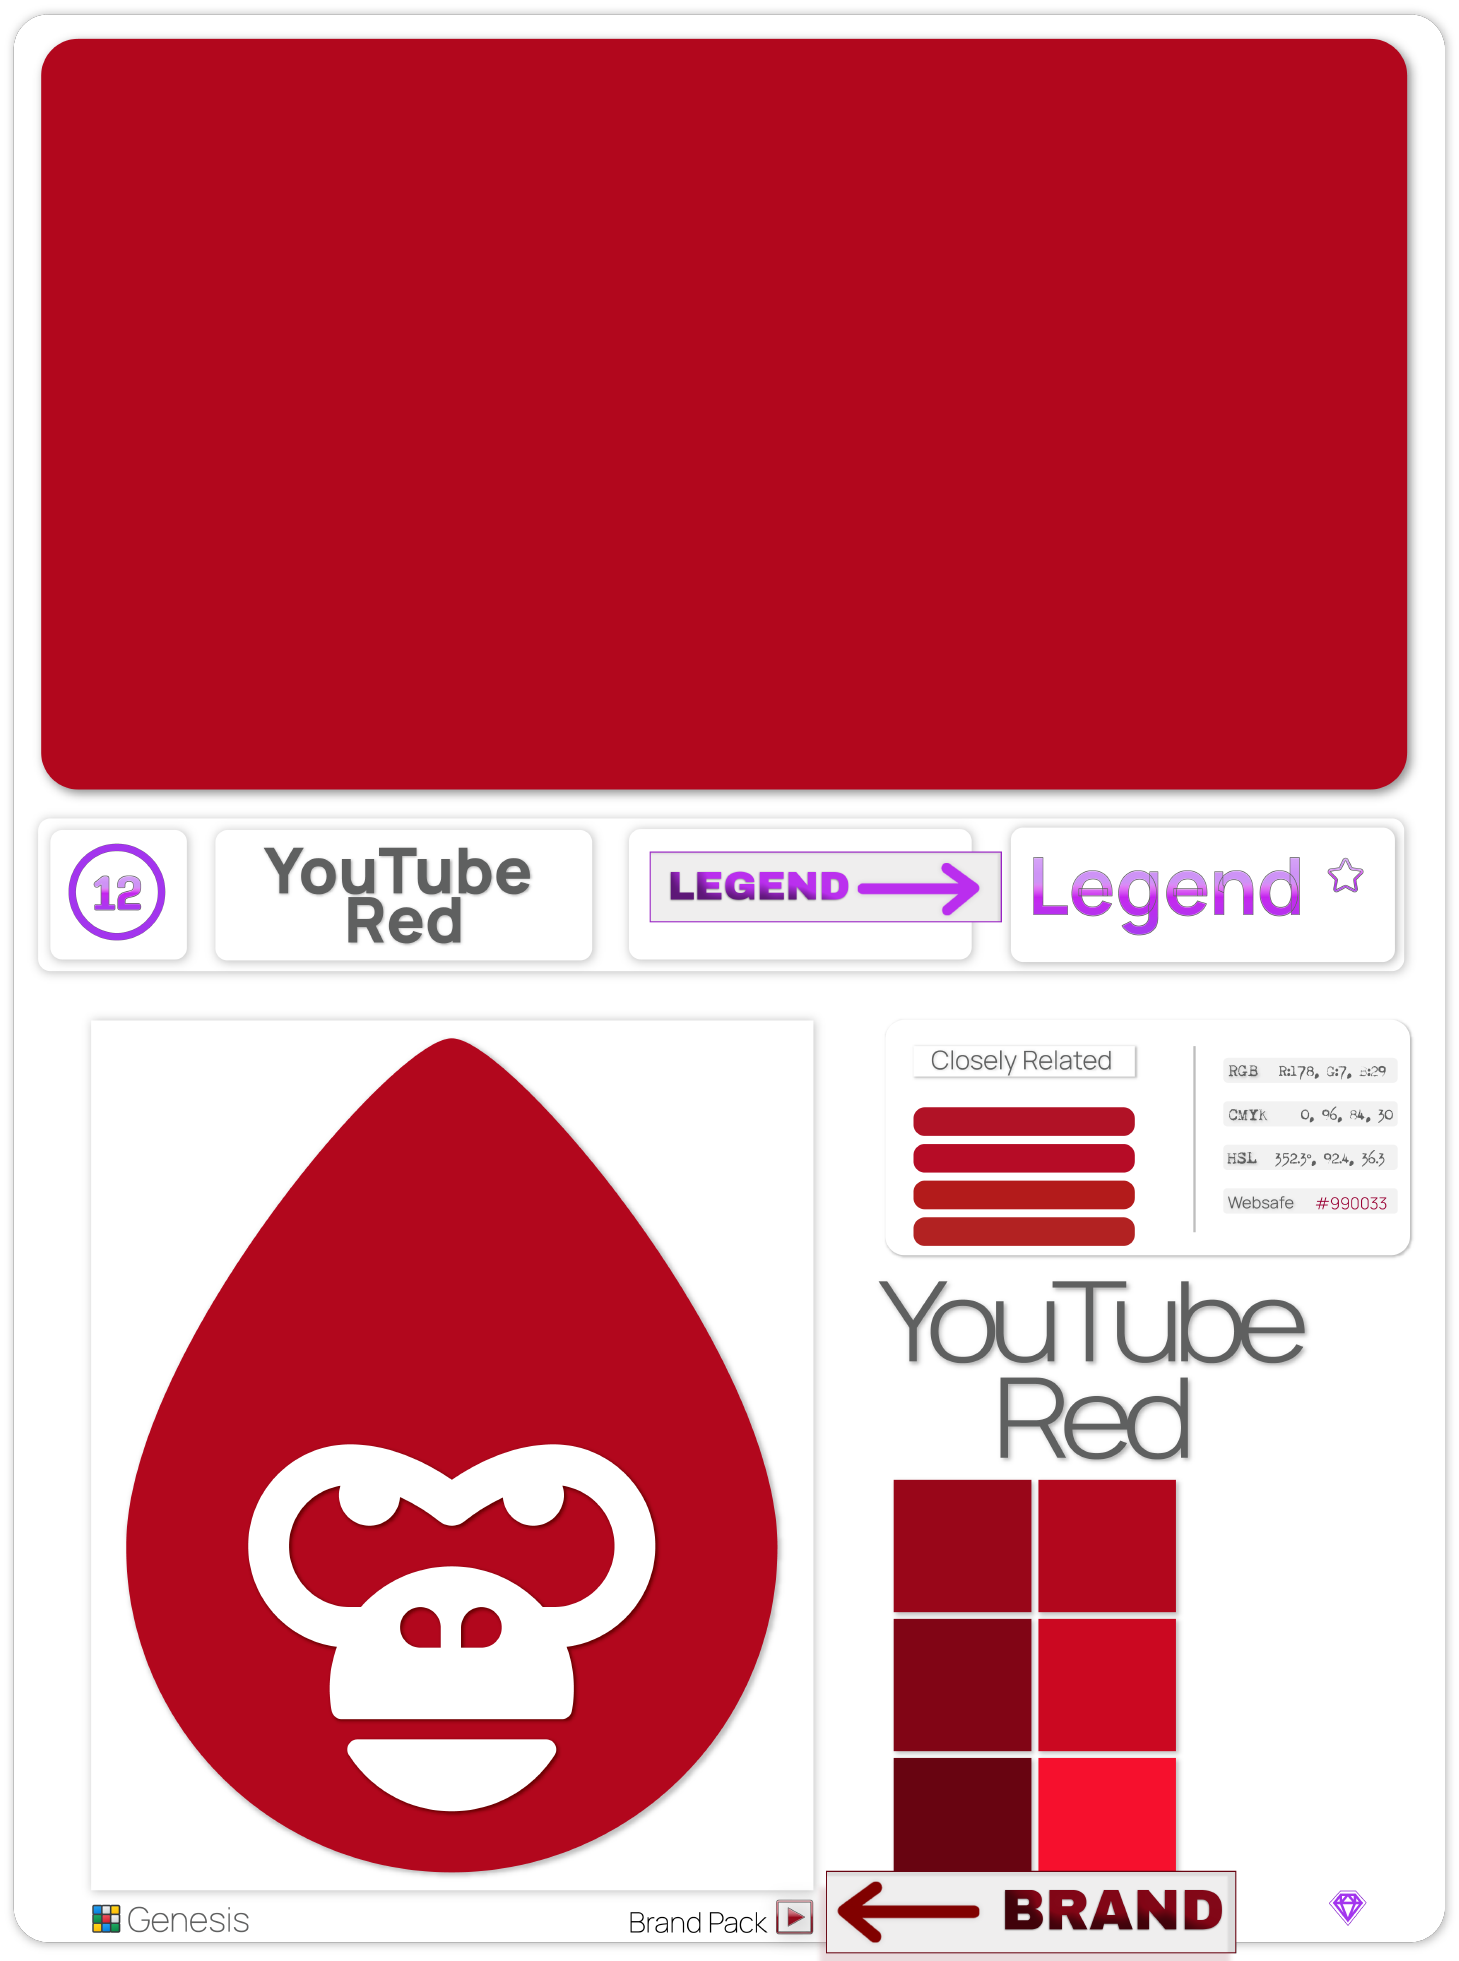 12
YouTube
Red
LEGEND
Legend
Closely Related
RGB R:178, G:7, B:29
CMYK 0, 96, 84, 30
HSL 352.3°, 92.4, 36.3
Websafe #990033
YouTube
Red
Genesis
Brand Pack
BRAND